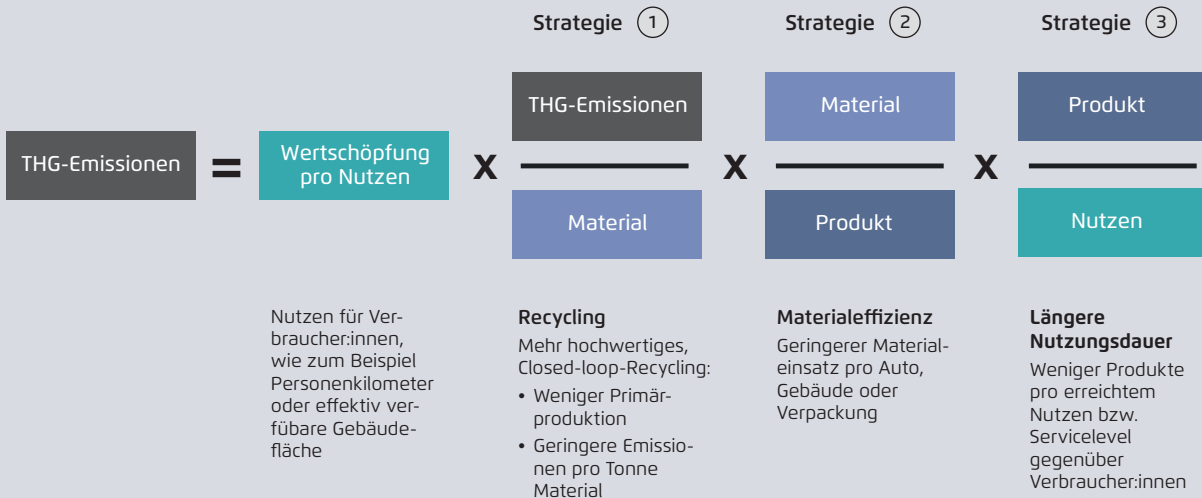 Strategie 1
Strategie 2
Strategie 3
THG-Emissionen
=
Wertschöpfung
pro Nutzen
x
THG-Emissionen
Material
x
Material
Produkt
x
Produkt
Nutzen
Nutzen für Ver-
braucher:innen,
wie zum Beispiel
Personenkilometer
oder effektiv ver-
fübare Gebäude-
fläche
Recycling
Mehr hochwertiges,
Closed-loop-Recycling:
• Weniger Primär-
produktion
• Geringere Emissio-
nen pro Tonne
Material
Materialeffizienz
Geringerer Material-
einsatz pro Auto,
Gebäude oder
Verpackung
Längere
Nutzungsdauer
Weniger Produkte
pro erreichtem
Nutzen bzw.
Servicelevel
gegenüber
Verbraucher:innen